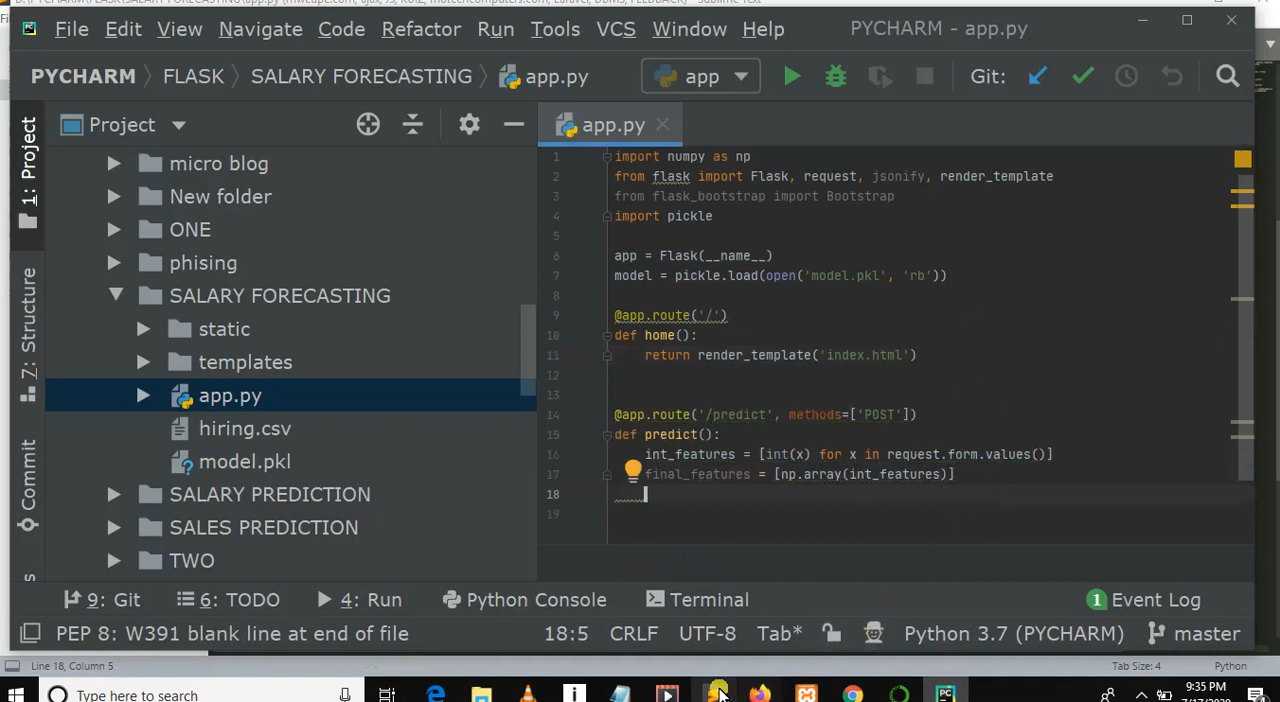 File Edit View Navigate Code Refactor Run Tools VCS Window Help PYCHARM - app.py
PYCHARM FLASK SALARY FORECASTING app.py app Git:
1: Project
7: Structure
Commit
Project
micro blog
New folder
ONE
phising
SALARY FORECASTING
static
templates
app.py
hiring.csv
model.pkl
SALARY PREDICTION
SALES PREDICTION
TWO
app.py
1 import numpy as np
2 from flask import Flask, request, jsonify, render_template
3 from flask_bootstrap import Bootstrap
4 import pickle
5
6 app = Flask(__name__)
7 model = pickle.load(open('model.pkl', 'rb'))
8
9 @app.route('/')
10 def home():
11 return render_template('index.html')
12
13
14 @app.route('/predict', methods=['POST'])
15 def predict():
16 int_features = [int(x) for x in request.form.values()]
17 final_features = [np.array(int_features)]
18
19
9: Git 6: TODO 4: Run Python Console Terminal 1 Event Log
PEP 8: W391 blank line at end of file 18:5 CRLF UTF-8 Tab* Python 3.7 (PYCHARM) master
Line 18, Column 5 Tab Size: 4 Python
Type here to search
9:35 PM